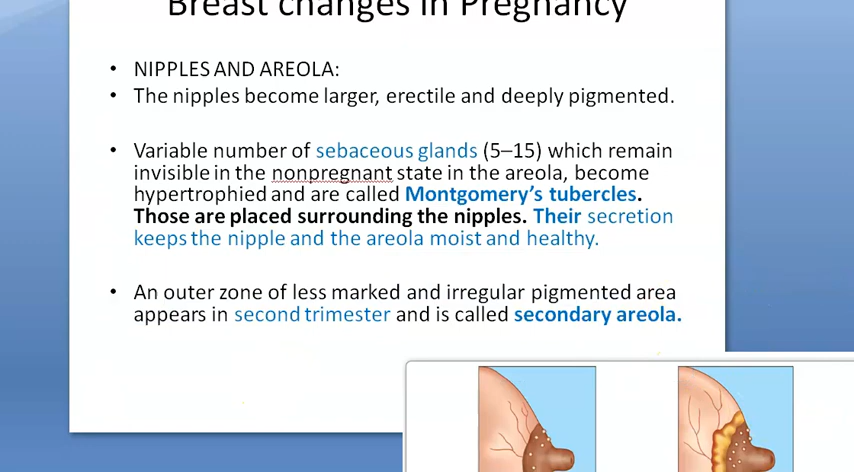 Breast changes in Pregnancy
• NIPPLES AND AREOLA:
• The nipples become larger, erectile and deeply pigmented.
• Variable number of sebaceous glands (5–15) which remain
invisible in the nonpregnant state in the areola, become
hypertrophied and are called Montgomery’s tubercles.
Those are placed surrounding the nipples. Their secretion
keeps the nipple and the areola moist and healthy.
• An outer zone of less marked and irregular pigmented area
appears in second trimester and is called secondary areola.